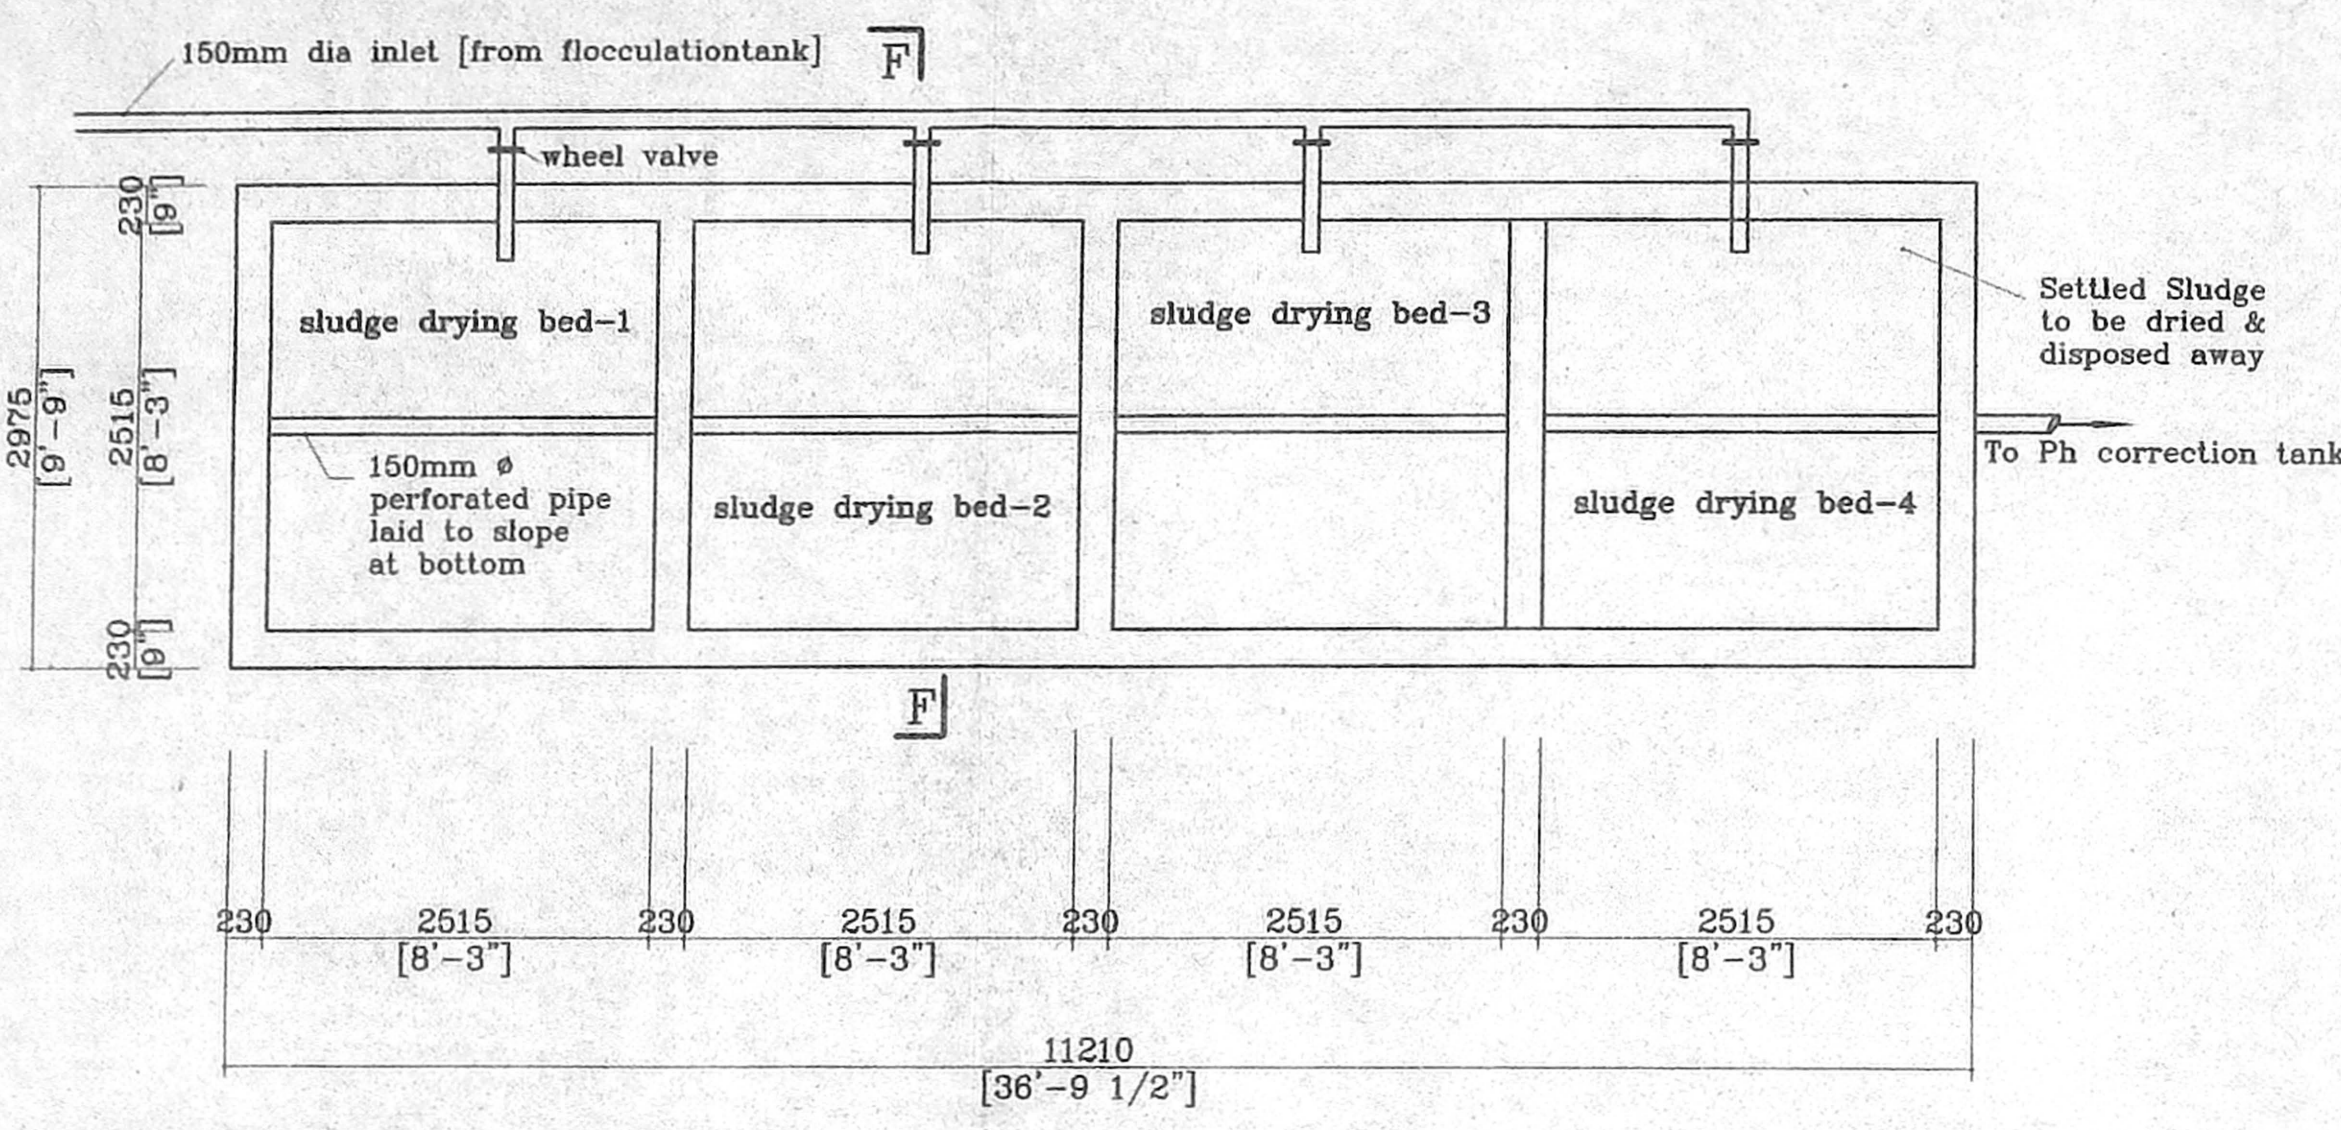 150mm dia inlet [from flocculationtank]
F
wheel valve
230
[9"]
sludge drying bed-1
sludge drying bed-3
Settled Sludge
to be dried &
disposed away
2975
[9'-9"]
2515
[8'-3"]
To Ph correction tank
150mm ø
perforated pipe
laid to slope
at bottom
sludge drying bed-2
sludge drying bed-4
230
[9"]
F
230 2515 230 2515 230 2515 230 2515 230
[8'-3"] [8'-3"] [8'-3"] [8'-3"]
11210
[36'-9 1/2"]